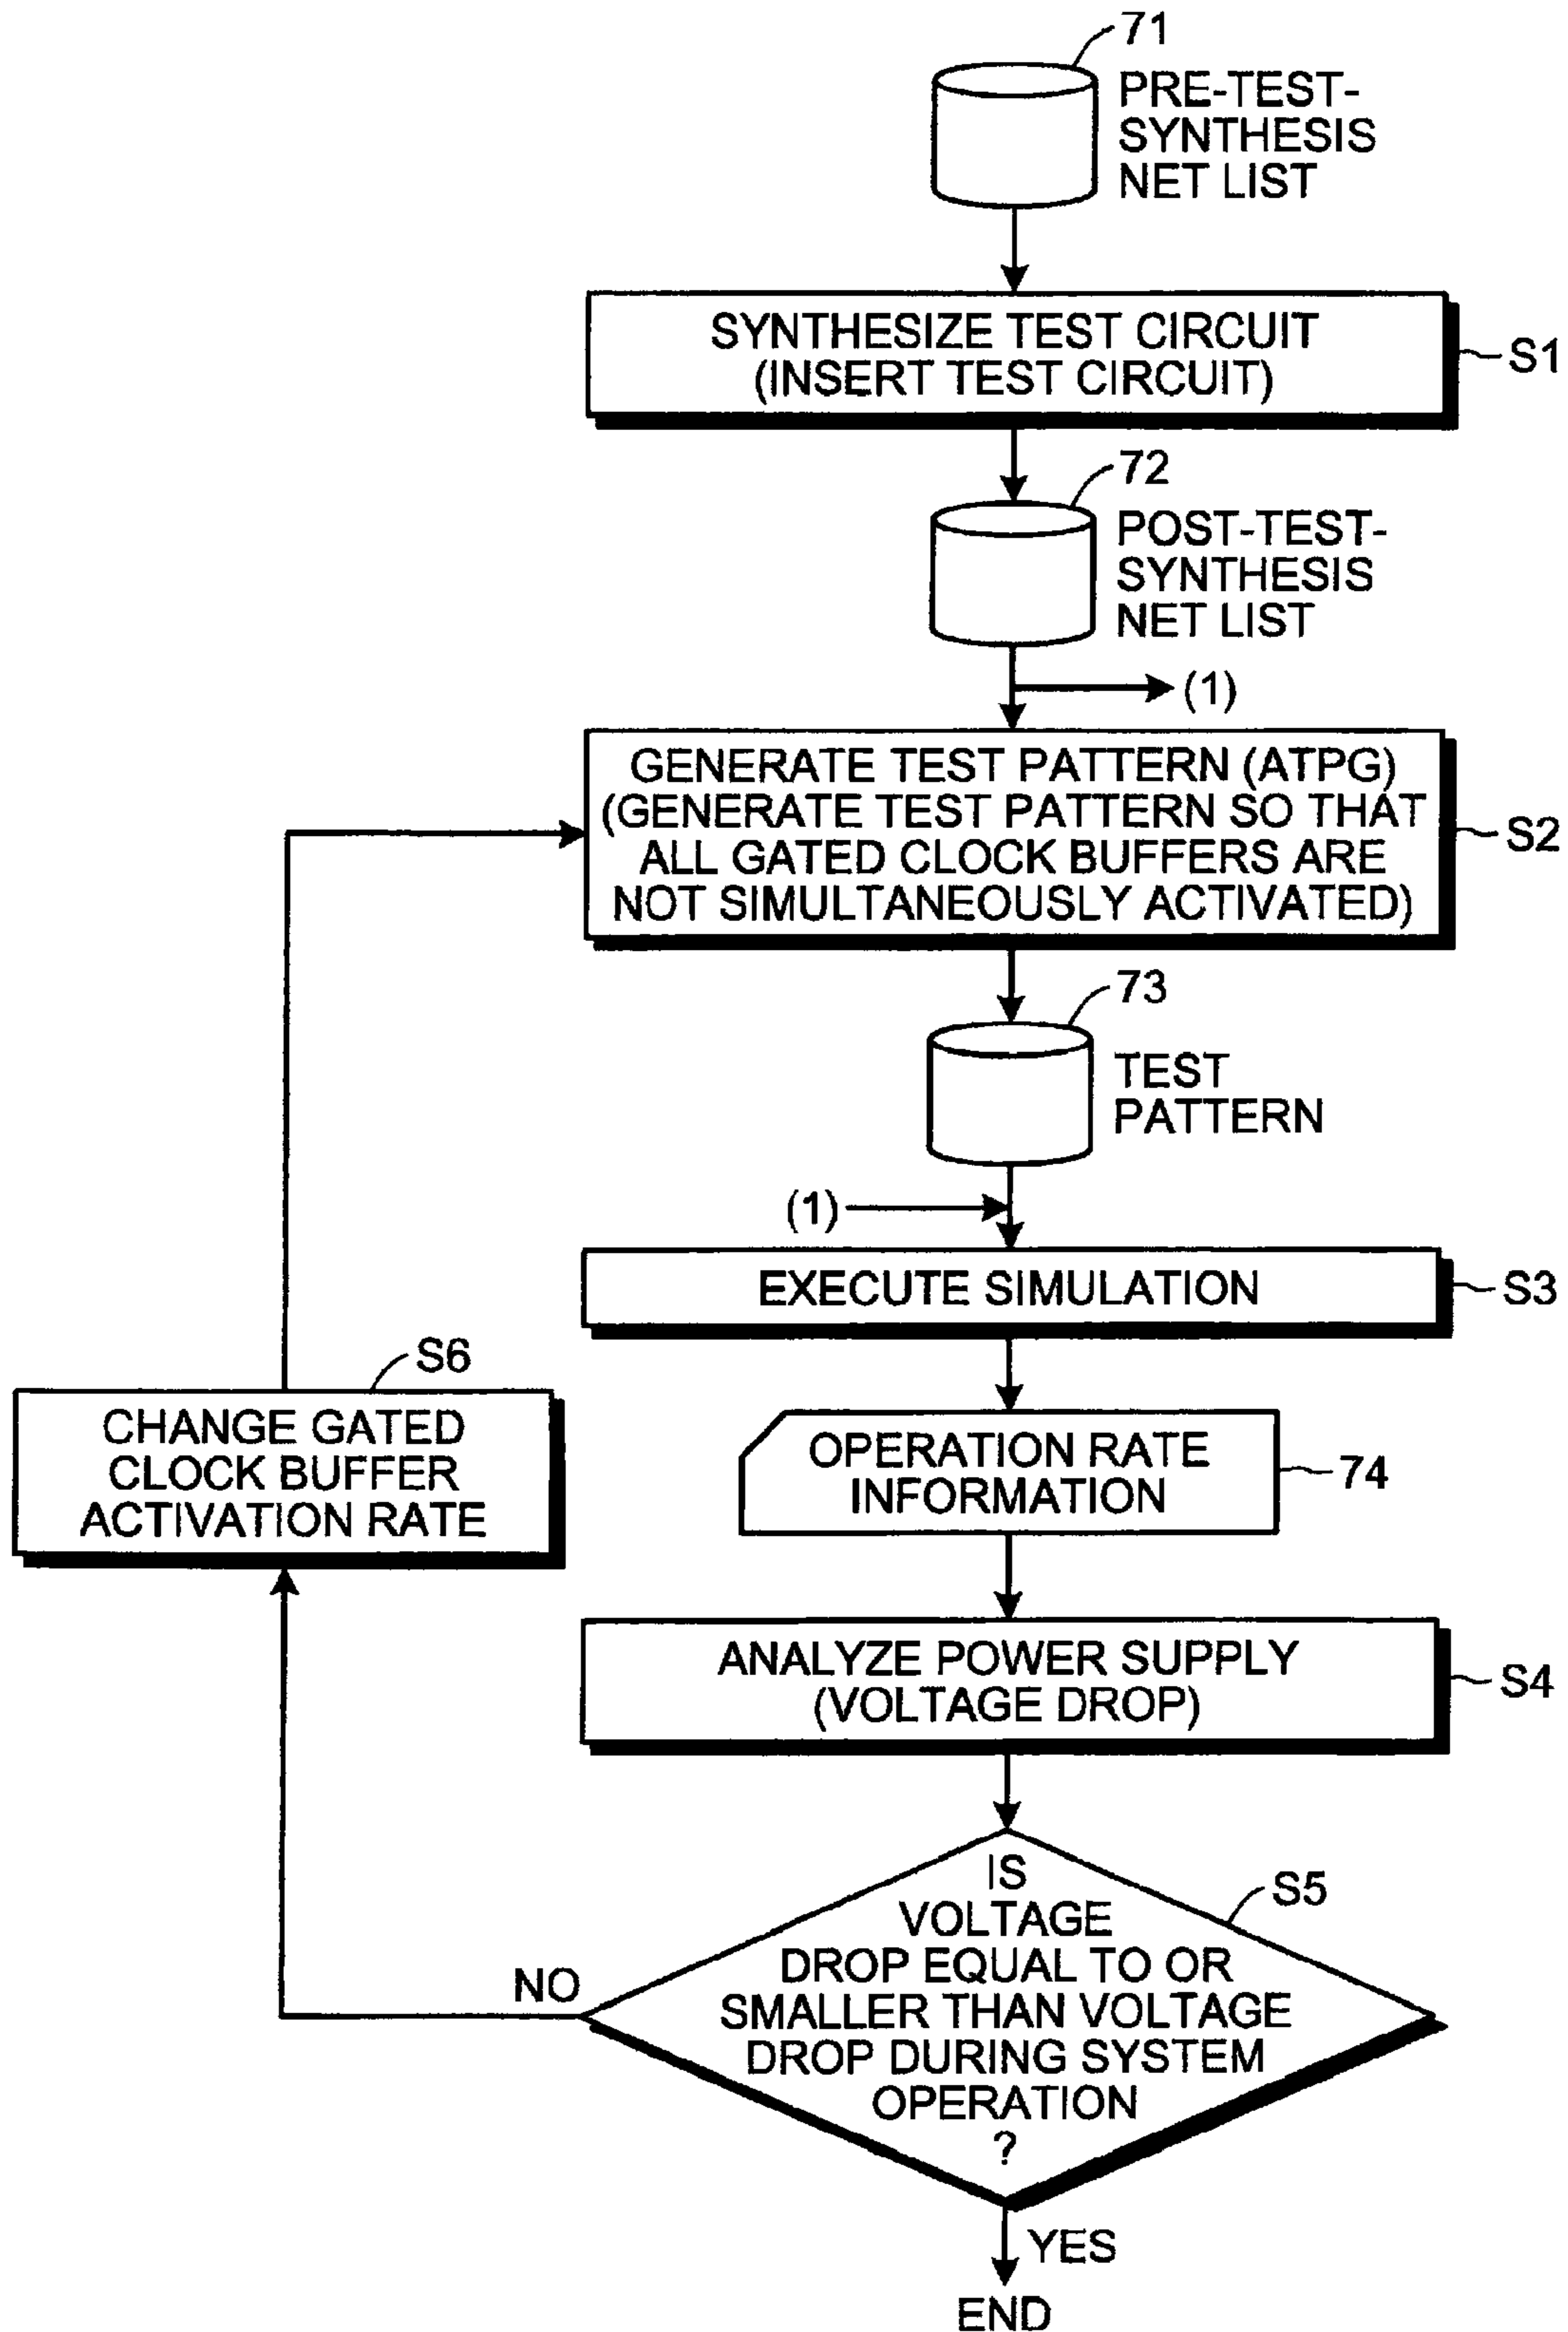 71
PRE-TEST-
SYNTHESIS
NET LIST
SYNTHESIZE TEST CIRCUIT
(INSERT TEST CIRCUIT)
S1
72
POST-TEST-
SYNTHESIS
NET LIST
(1)
GENERATE TEST PATTERN (ATPG)
(GENERATE TEST PATTERN SO THAT
ALL GATED CLOCK BUFFERS ARE
NOT SIMULTANEOUSLY ACTIVATED)
S2
73
TEST
PATTERN
(1)
EXECUTE SIMULATION
S3
S6
CHANGE GATED
CLOCK BUFFER
ACTIVATION RATE
OPERATION RATE
INFORMATION
74
ANALYZE POWER SUPPLY
(VOLTAGE DROP)
S4
IS
VOLTAGE
DROP EQUAL TO OR
SMALLER THAN VOLTAGE
DROP DURING SYSTEM
OPERATION
?
S5
NO
YES
END